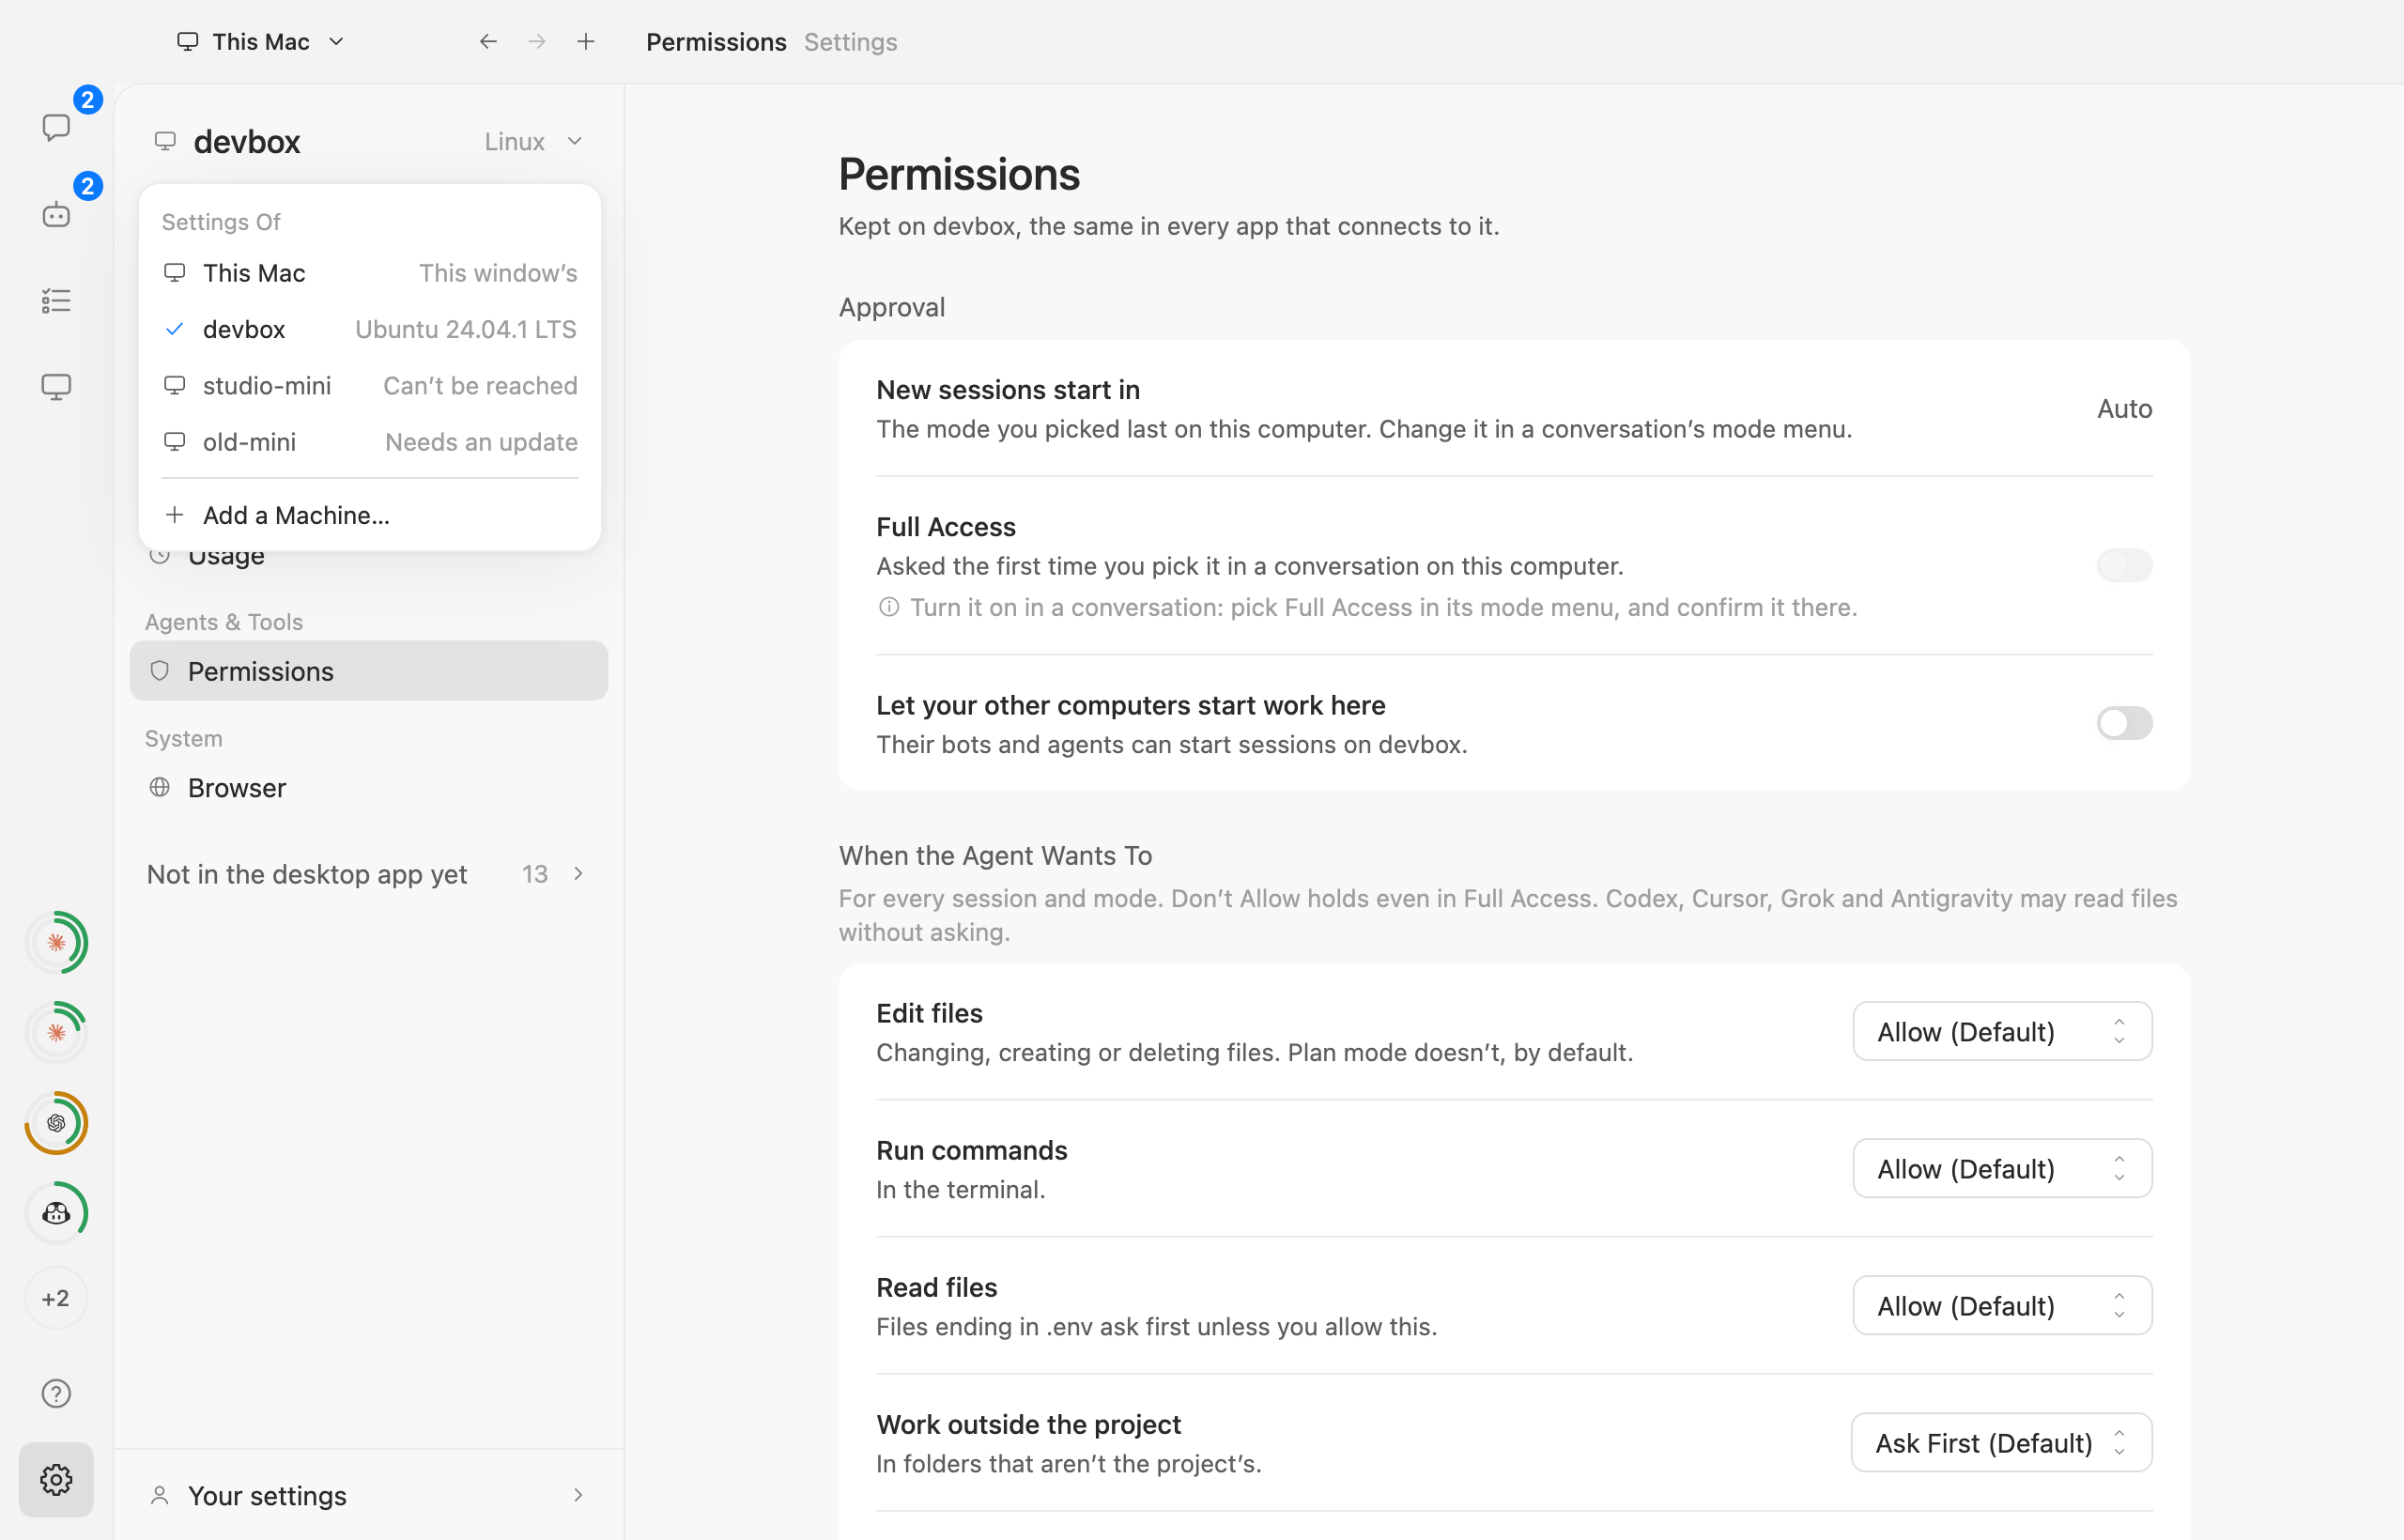 This Mac
Permissions Settings
2
2
devbox Linux
Settings Of
This Mac This window’s
devbox Ubuntu 24.04.1 LTS
studio-mini Can’t be reached
old-mini Needs an update
Add a Machine...
Usage
Agents & Tools
Permissions
System
Browser
Not in the desktop app yet 13
+2
Your settings
Permissions
Kept on devbox, the same in every app that connects to it.
Approval
New sessions start in
The mode you picked last on this computer. Change it in a conversation’s mode menu.
Auto
Full Access
Asked the first time you pick it in a conversation on this computer.
Turn it on in a conversation: pick Full Access in its mode menu, and confirm it there.
Let your other computers start work here
Their bots and agents can start sessions on devbox.
When the Agent Wants To
For every session and mode. Don’t Allow holds even in Full Access. Codex, Cursor, Grok and Antigravity may read files
without asking.
Edit files
Changing, creating or deleting files. Plan mode doesn’t, by default.
Allow (Default)
Run commands
In the terminal.
Allow (Default)
Read files
Files ending in .env ask first unless you allow this.
Allow (Default)
Work outside the project
In folders that aren’t the project’s.
Ask First (Default)